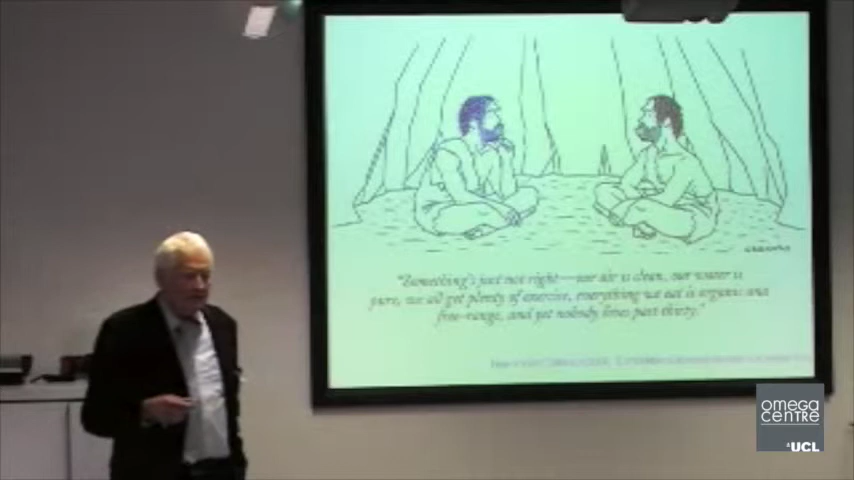 "Something's just not right—our air is clean, our water is
pure, we all get plenty of exercise, everything we eat is organic and
free-range, and yet nobody lives past thirty."
omega
centre
UCL